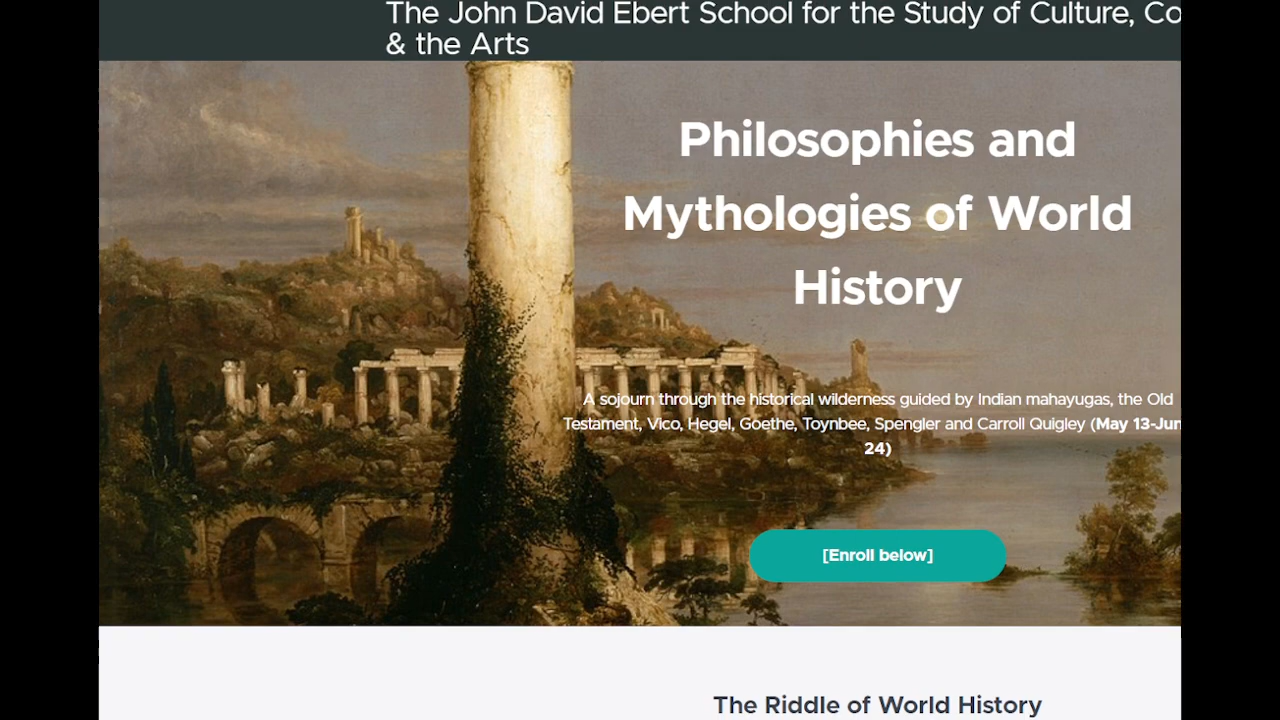 The John David Ebert School for the Study of Culture, Co
& the Arts
Philosophies and
Mythologies of World
History
A sojourn through the historical wilderness guided by Indian mahayugas, the Old
Testament, Vico, Hegel, Goethe, Toynbee, Spengler and Carroll Quigley (May 13-Jun
24)
[Enroll below]
The Riddle of World History